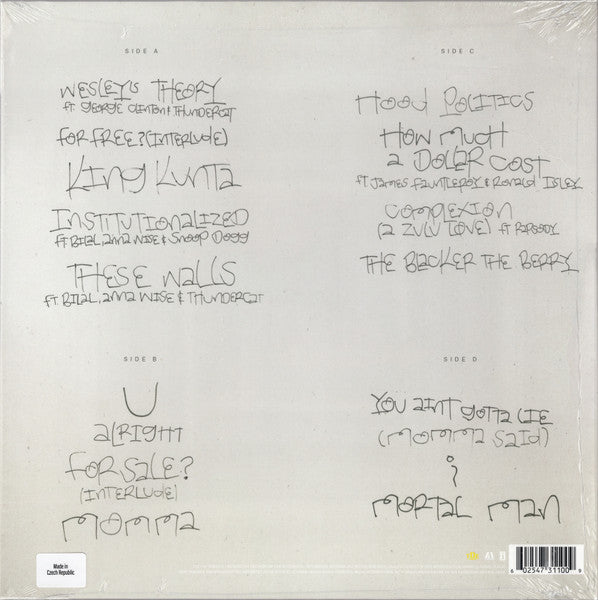 SIDE A
WESLEY'S THEORY
ft GEORGE CLINTON & THUNDERCAT
FOR FREE? (INTERLUDE)
KING KUNTA
INSTITUTIONALIZED
ft BILAL, ANNA WISE & SNOOP DOGG
THESE WALLS
ft BILAL, ANNA WISE & THUNDERCAT
SIDE B
U
ALRIGHT
FOR SALE?
(INTERLUDE)
MOMMA
Made in
Czech Republic
SIDE C
HOOD POLITICS
HOW MUCH
A DOLLAR COST
ft JAMES FAUNTLEROY & RONALD ISLEY
COMPLEXION
(A ZULU LOVE) ft RAPSODY
THE BLACKER THE BERRY
SIDE D
YOU AINT GOTTA LIE
(MOMMA SAID)
i
MORTAL MAN
6 02547 31100 9